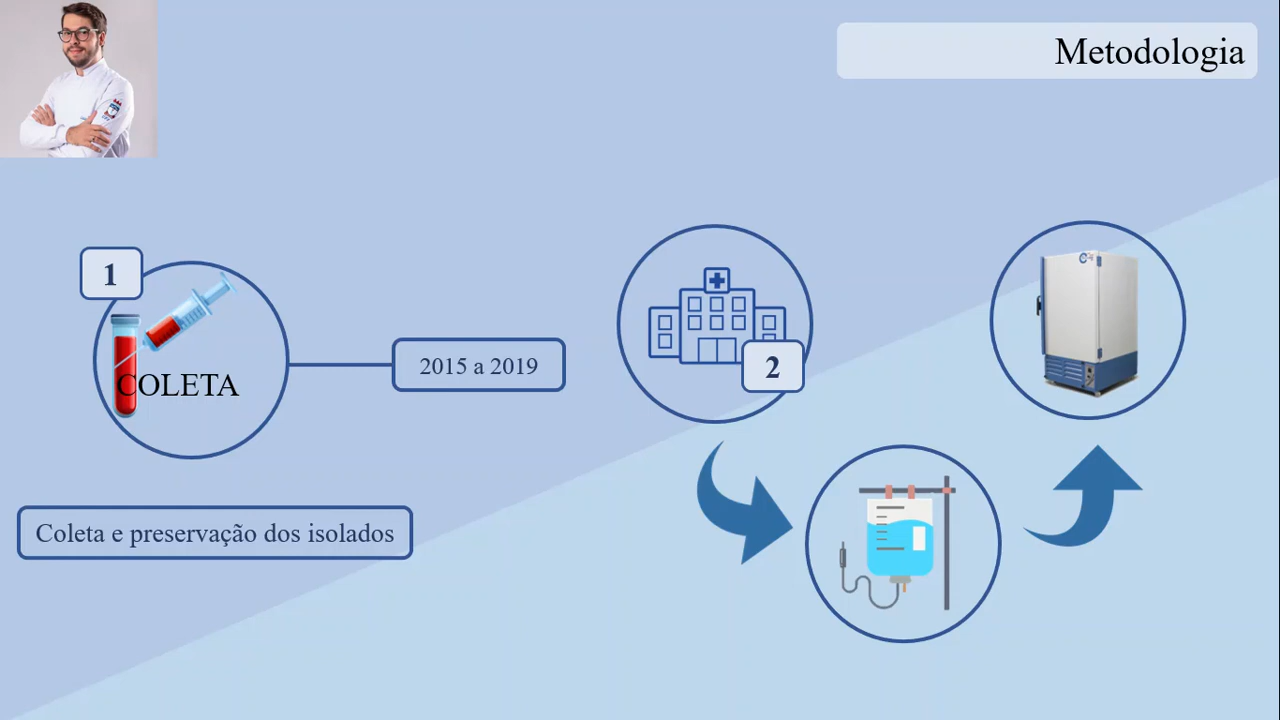 Metodologia
1
COLETA
2015 a 2019
2
Coleta e preservação dos isolados